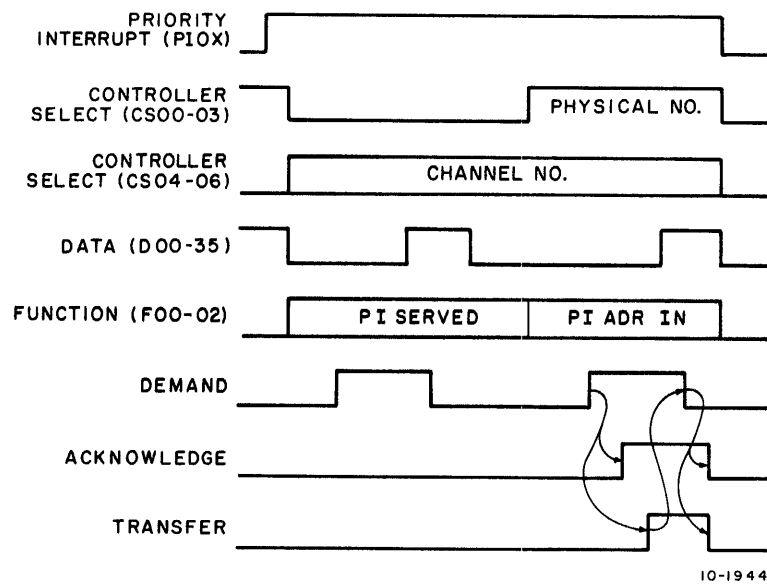 PRIORITY
INTERRUPT (PIOX)
CONTROLLER
SELECT (CS00-03)
PHYSICAL NO.
CONTROLLER
SELECT (CS04-06)
CHANNEL NO.
DATA (D00-35)
FUNCTION (F00-02)
PI SERVED
PI ADR IN
DEMAND
ACKNOWLEDGE
TRANSFER
10-1944